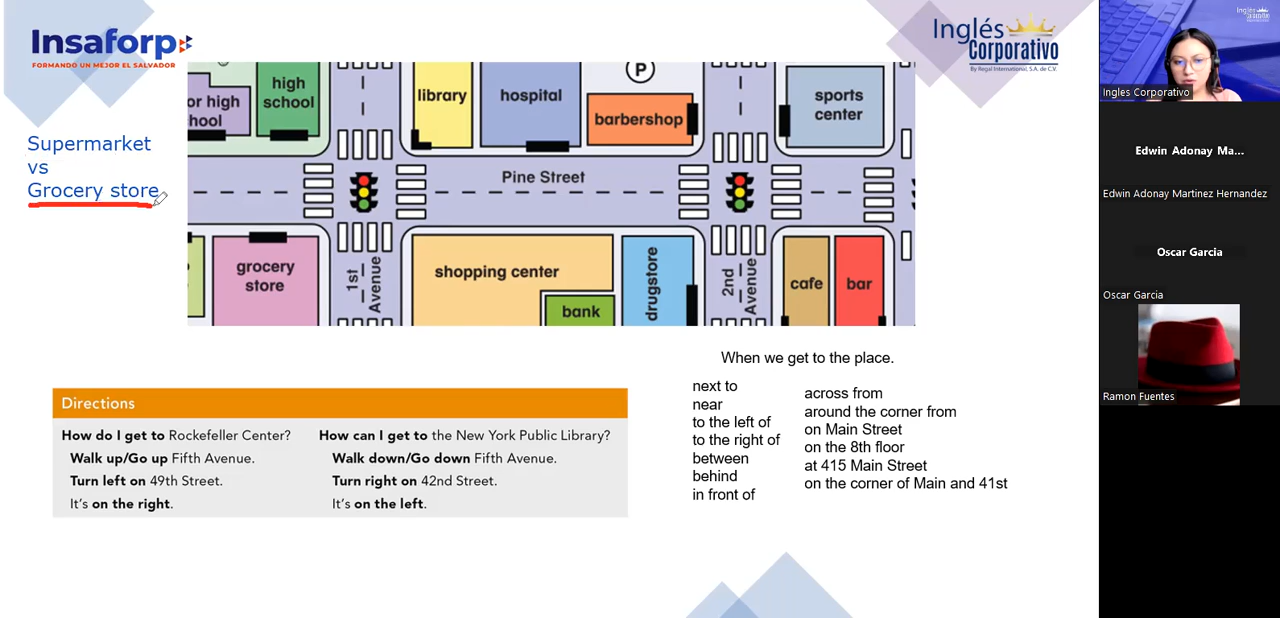 Insaforp
FORMANDO UN MEJOR EL SALVADOR
Inglés
Corporativo
By Regal International, S.A. de C.V.
Supermarket
vs
Grocery store
or high
hool
high
school
library
hospital
P
barbershop
sports
center
Pine Street
grocery
store
1st
Avenue
shopping center
bank
drugstore
2nd
Avenue
cafe
bar
Directions
How do I get to Rockefeller Center?
Walk up/Go up Fifth Avenue.
Turn left on 49th Street.
It's on the right.
How can I get to the New York Public Library?
Walk down/Go down Fifth Avenue.
Turn right on 42nd Street.
It's on the left.
When we get to the place.
next to
near
to the left of
to the right of
between
behind
in front of
across from
around the corner from
on Main Street
on the 8th floor
at 415 Main Street
on the corner of Main and 41st
Inglés
Corporativo
Ingles Corporativo
Edwin Adonay Ma...
Edwin Adonay Martinez Hernandez
Oscar Garcia
Oscar Garcia
Ramon Fuentes